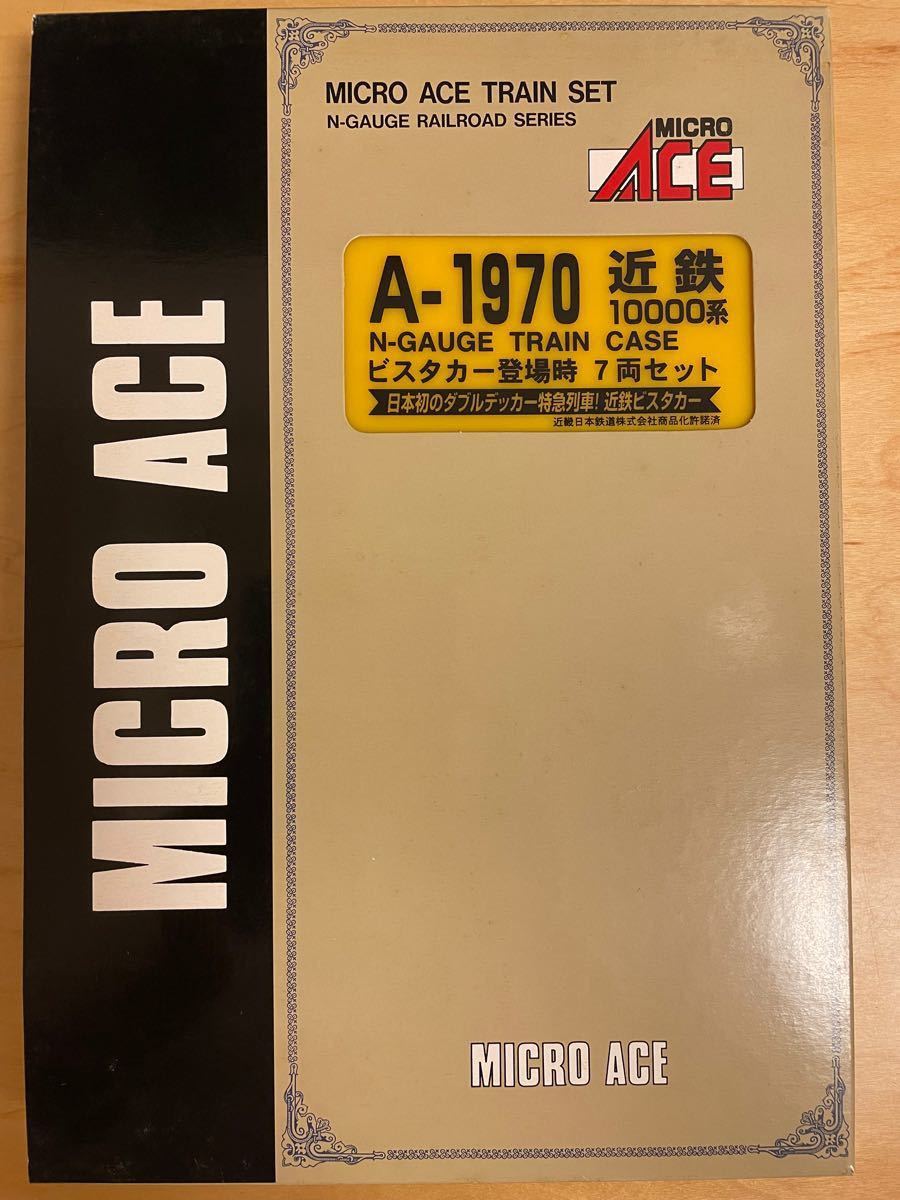 MICRO ACE
MICRO ACE TRAIN SET
N-GAUGE RAILROAD SERIES
MICRO
ACE
A-1970 近鉄
10000系
N-GAUGE TRAIN CASE
ビスタカー登場時 7両セット
日本初のダブルデッカー特急列車! 近鉄ビスタカー
近畿日本鉄道株式会社商品化許諾済
MICRO ACE